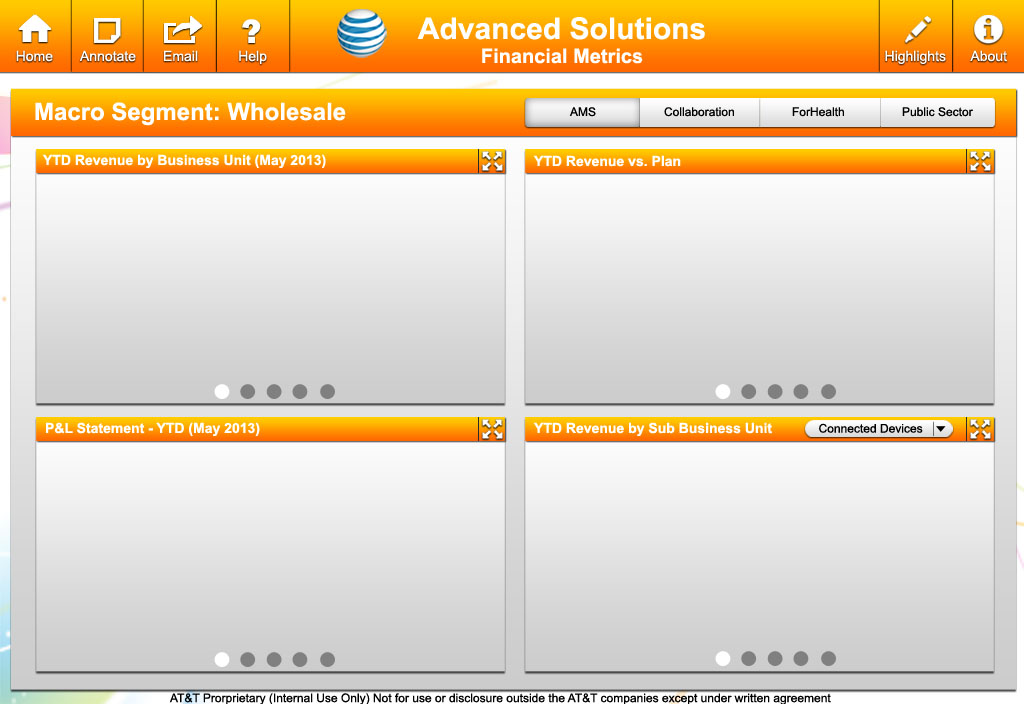 Home
Annotate
Email
Help
Advanced Solutions
Financial Metrics
Highlights
About
Macro Segment: Wholesale
AMS
Collaboration
ForHealth
Public Sector
YTD Revenue by Business Unit (May 2013)
YTD Revenue vs. Plan
P&L Statement - YTD (May 2013)
YTD Revenue by Sub Business Unit
Connected Devices
AT&T Prorprietary (Internal Use Only) Not for use or disclosure outside the AT&T companies except under written agreement